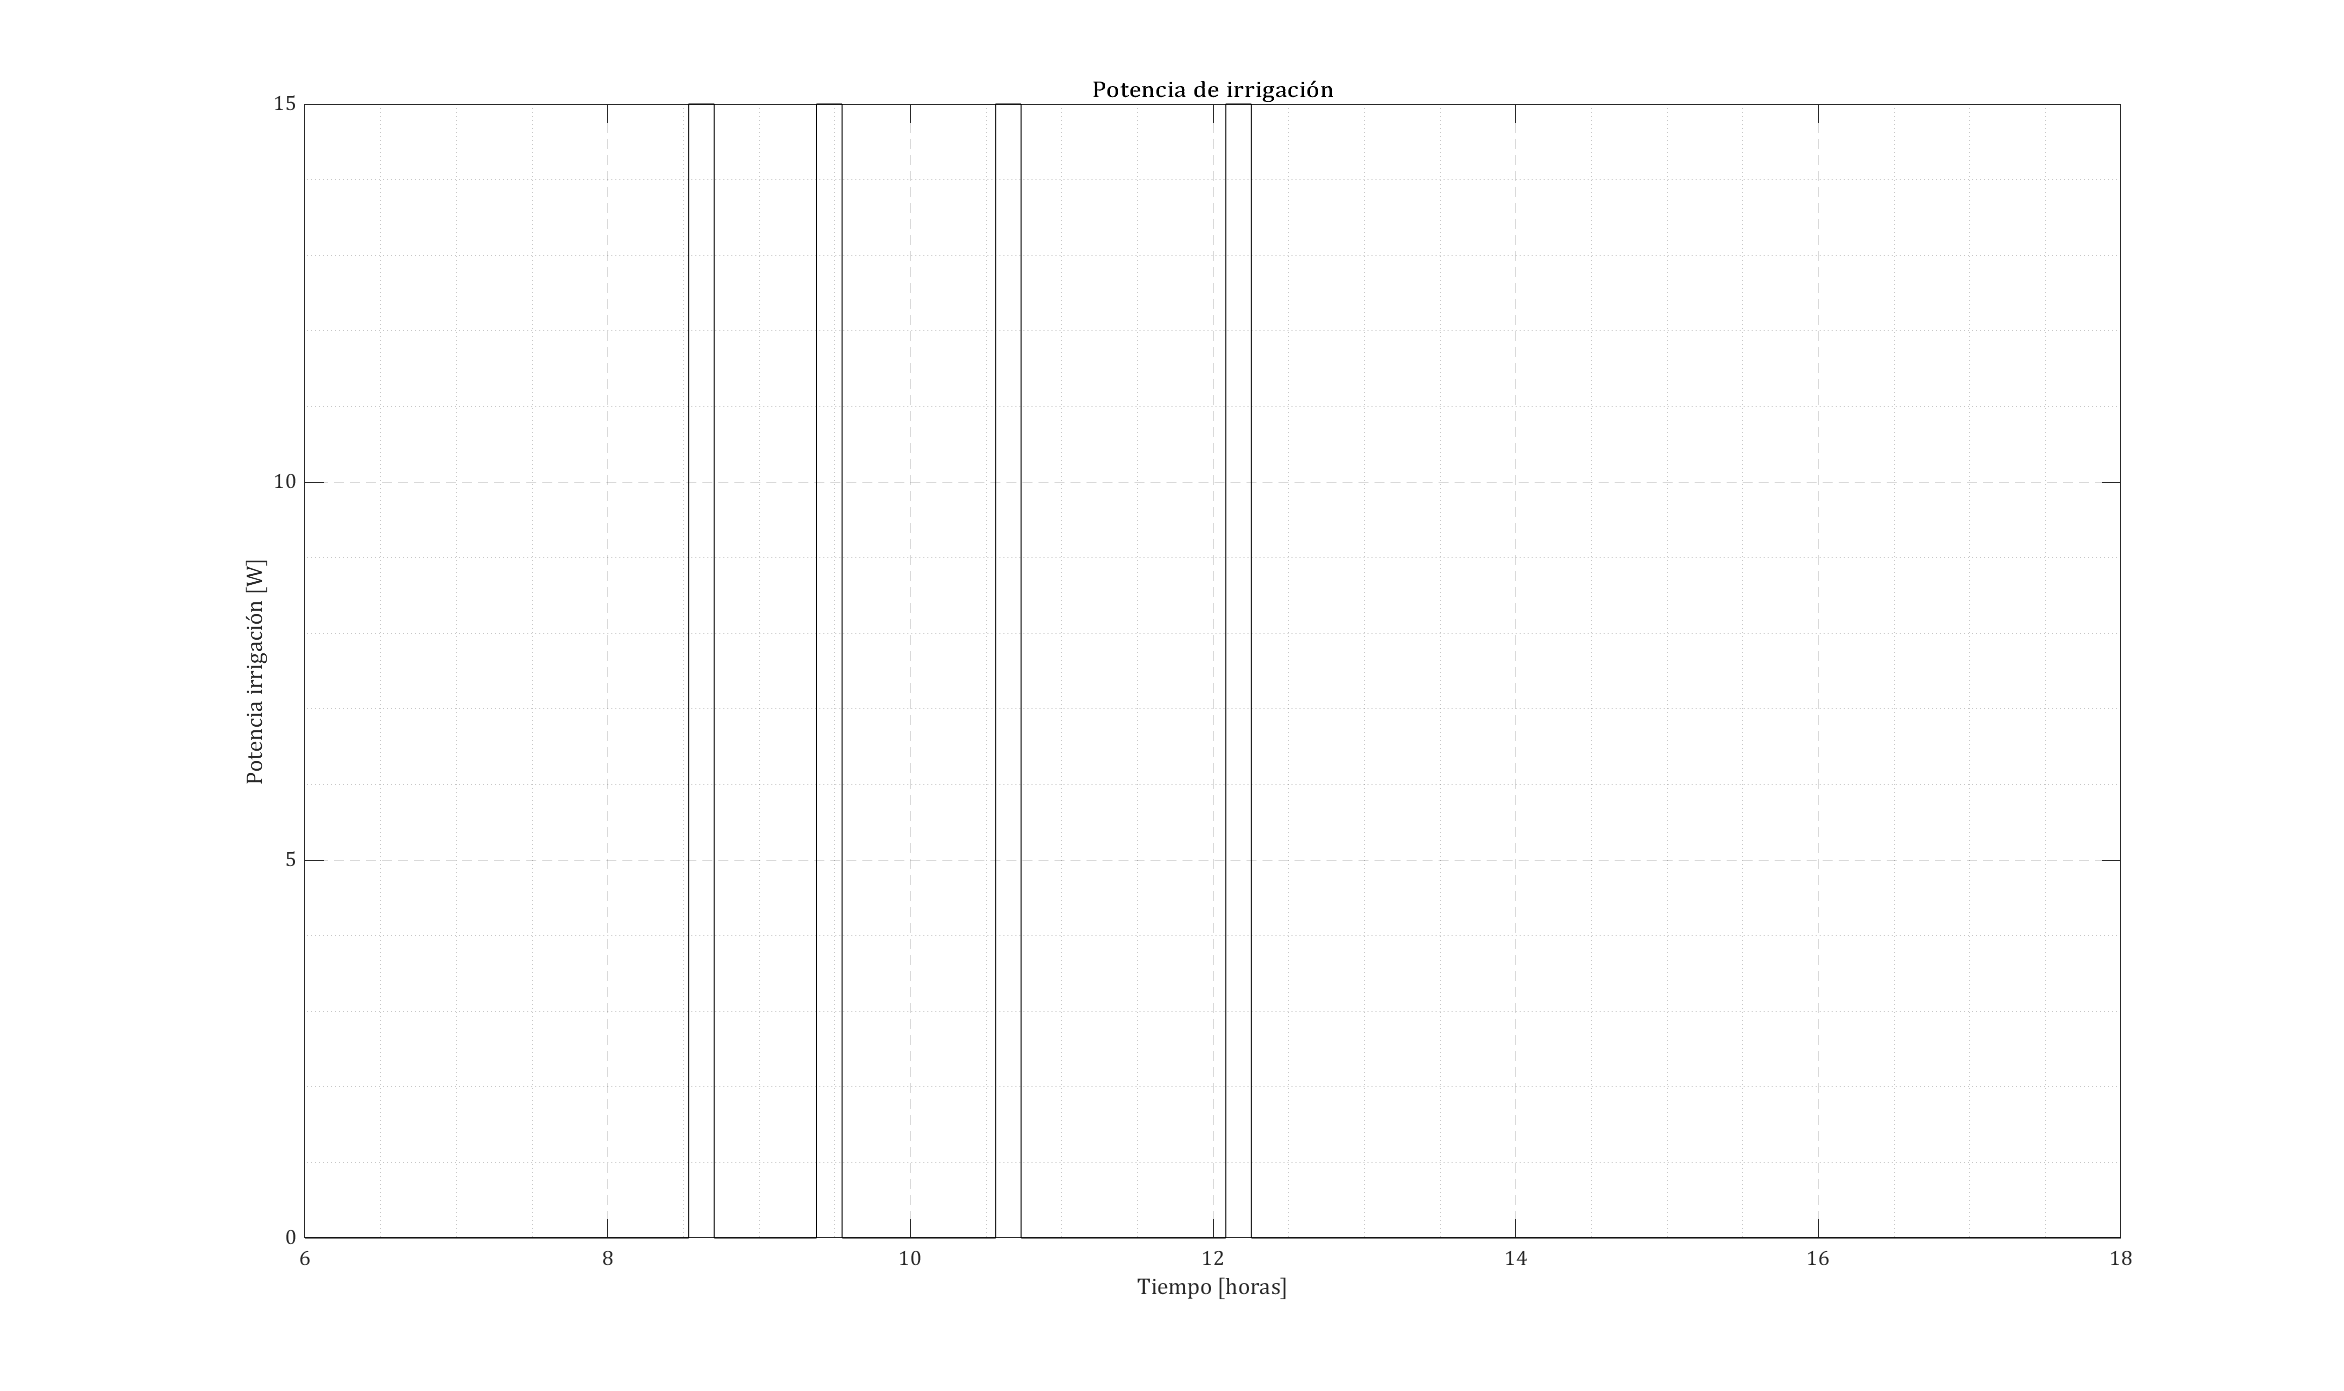 Potencia de irrigación
15
10
5
0
Potencia irrigación [W]
6 8 10 12 14 16 18
Tiempo [horas]